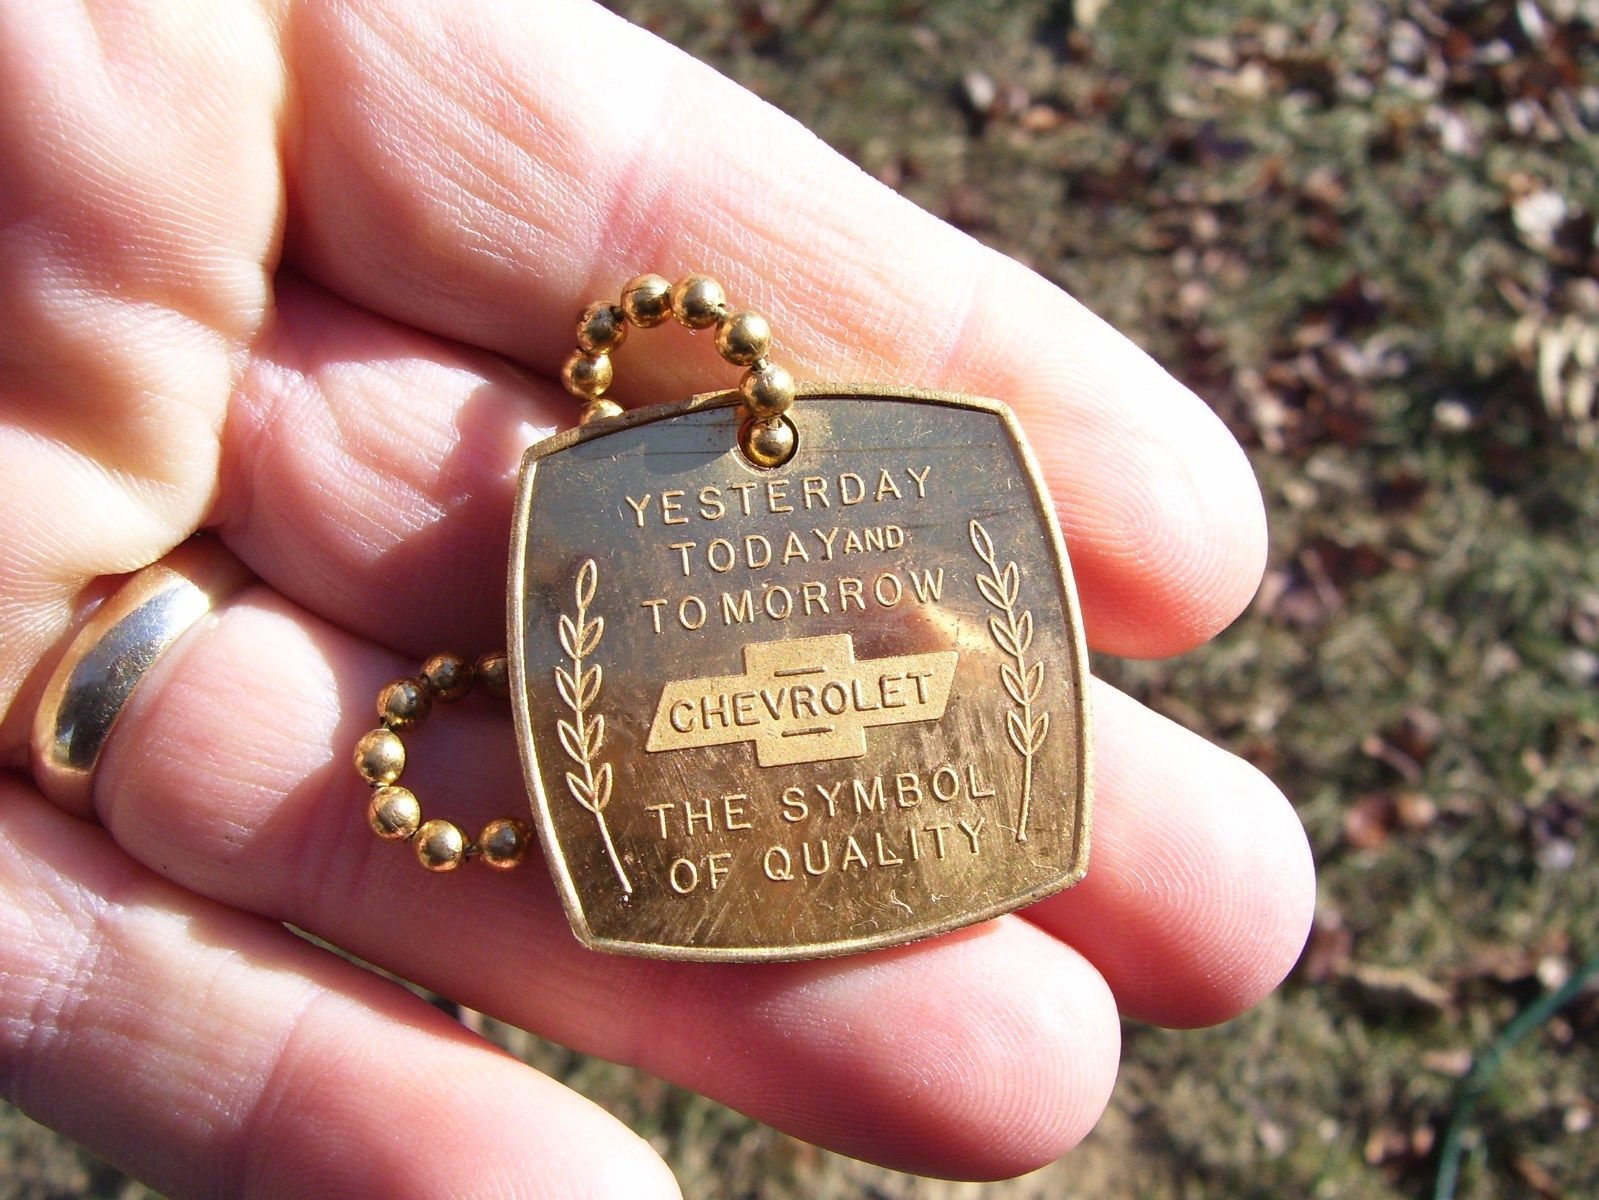 YESTERDAY
TODAY AND
TOMORROW
CHEVROLET
THE SYMBOL
OF QUALITY